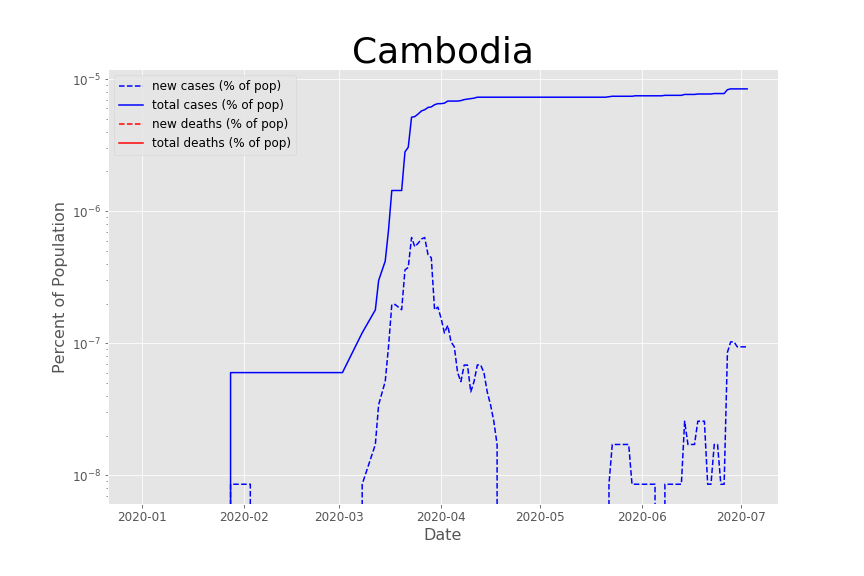 Cambodia
new cases (% of pop)
total cases (% of pop)
new deaths (% of pop)
total deaths (% of pop)
10⁻⁵
10⁻⁶
10⁻⁷
10⁻⁸
Percent of Population
2020-01 2020-02 2020-03 2020-04 2020-05 2020-06 2020-07
Date